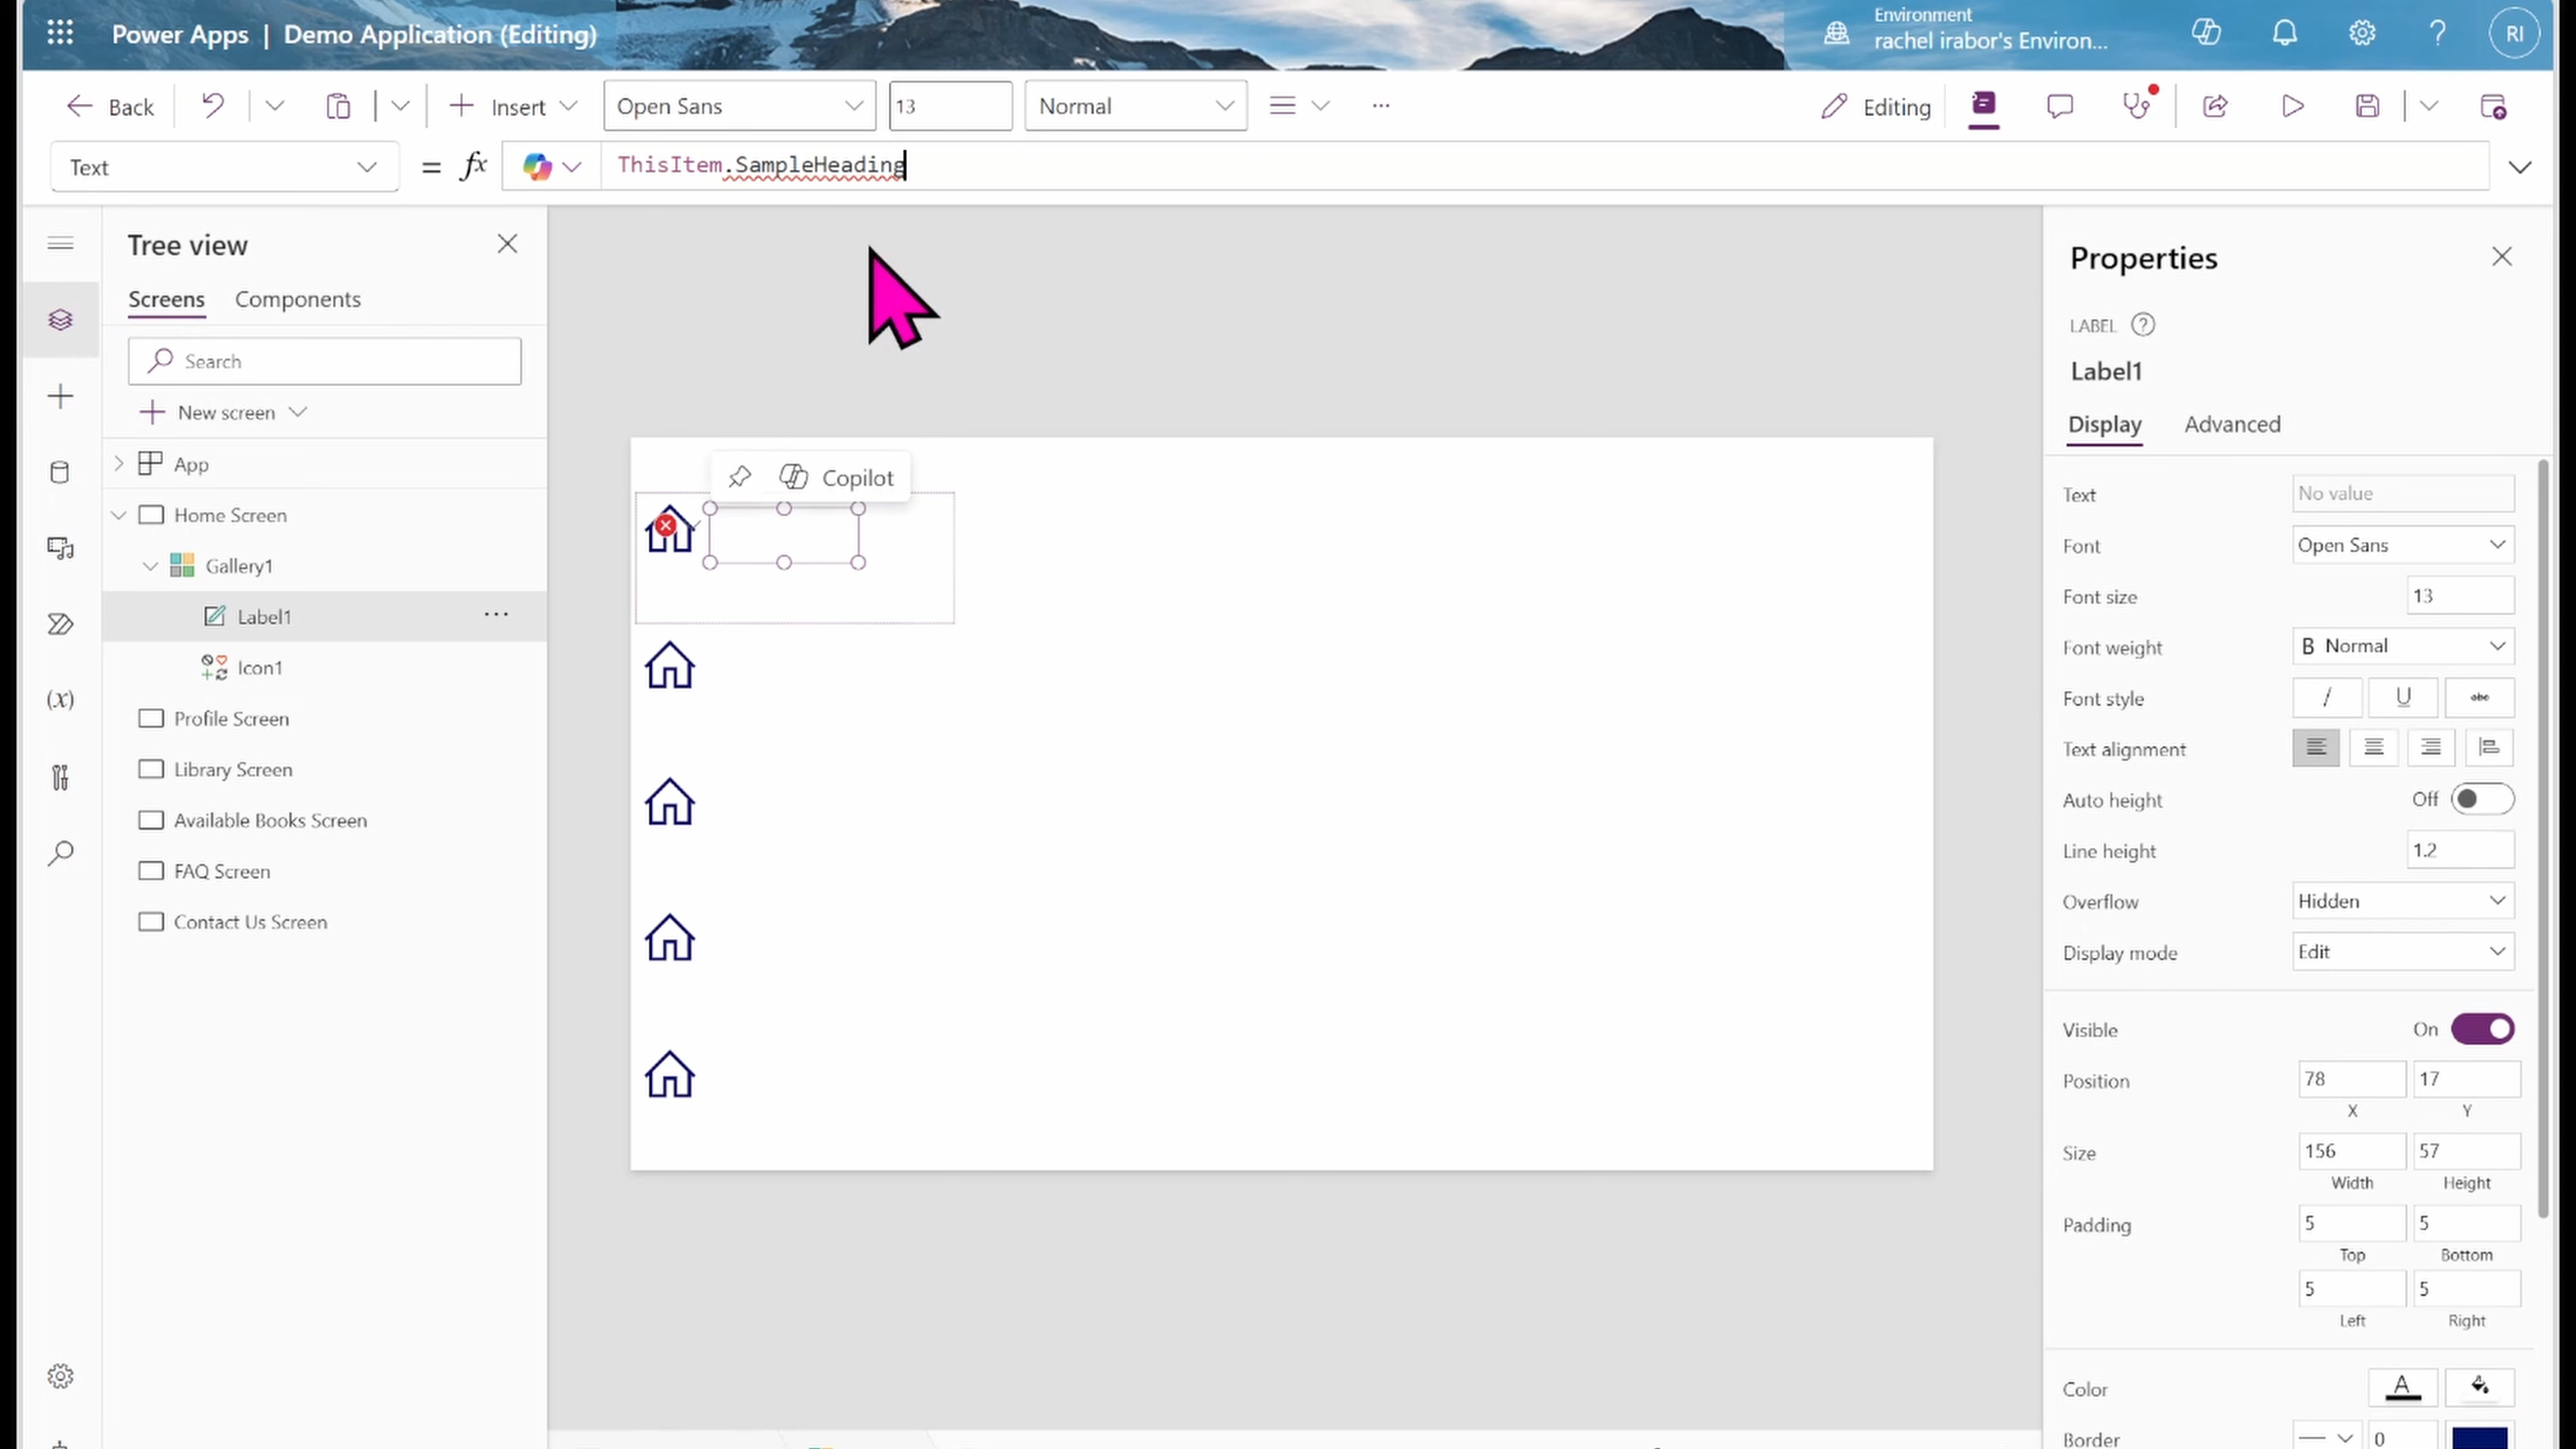 Power Apps | Demo Application (Editing)
Environment
rachel irabor's Environ...
RI
Back
Insert
Open Sans
13
Normal
...
Editing
Text
= fx
ThisItem.SampleHeading
Tree view
Screens
Components
Search
New screen
App
Home Screen
Gallery1
Label1
...
Icon1
Profile Screen
Library Screen
Available Books Screen
FAQ Screen
Contact Us Screen
(x)
Copilot
Properties
LABEL ?
Label1
Display
Advanced
Text
No value
Font
Open Sans
Font size
13
Font weight
B Normal
Font style
/ U abc
Text alignment
Auto height
Off
Line height
1.2
Overflow
Hidden
Display mode
Edit
Visible
On
Position
78
17
X
Y
Size
156
57
Width
Height
Padding
5
5
Top
Bottom
5
5
Left
Right
Color
A
Border
0